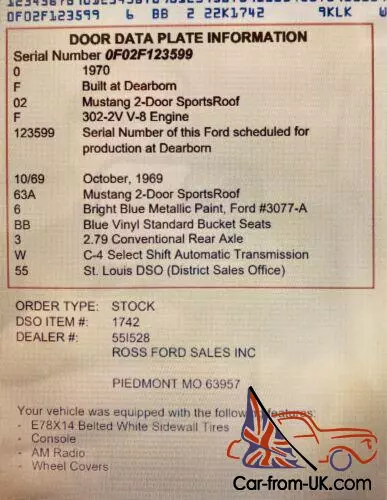 0F02F123599 6 BB 2 22K1742 9KLK W
DOOR DATA PLATE INFORMATION
Serial Number 0F02F123599
0 1970
F Built at Dearborn
02 Mustang 2-Door SportsRoof
F 302-2V V-8 Engine
123599 Serial Number of this Ford scheduled for
production at Dearborn
10/69 October, 1969
63A Mustang 2-Door SportsRoof
6 Bright Blue Metallic Paint, Ford #3077-A
BB Blue Vinyl Standard Bucket Seats
3 2.79 Conventional Rear Axle
W C-4 Select Shift Automatic Transmission
55 St. Louis DSO (District Sales Office)
ORDER TYPE: STOCK
DSO ITEM #: 1742
DEALER #: 55I528
ROSS FORD SALES INC
PIEDMONT MO 63957
Your vehicle was equipped with the following features:
- E78X14 Belted White Sidewall Tires
- Console
- AM Radio
- Wheel Covers
Car-from-UK.com